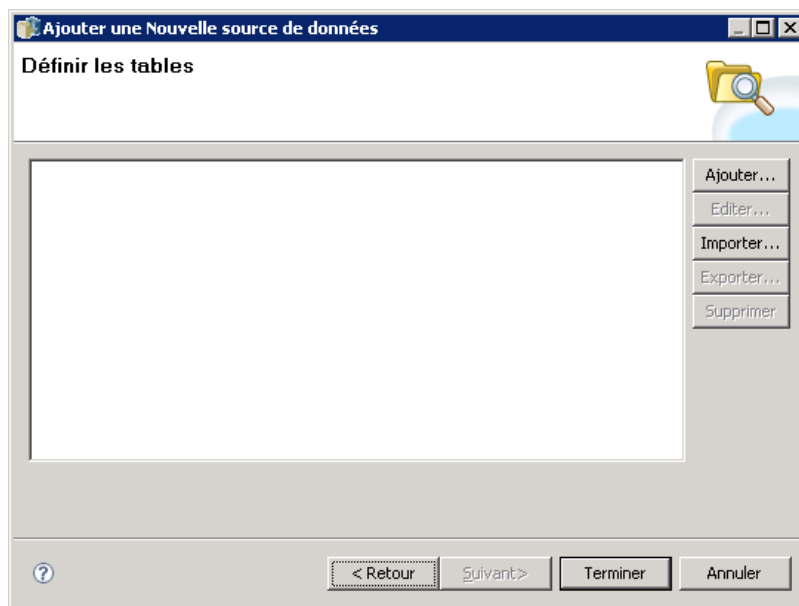 Ajouter une Nouvelle source de données
Définir les tables
Ajouter...
Editer...
Importer...
Exporter...
Supprimer
?
< Retour
Suivant>
Terminer
Annuler